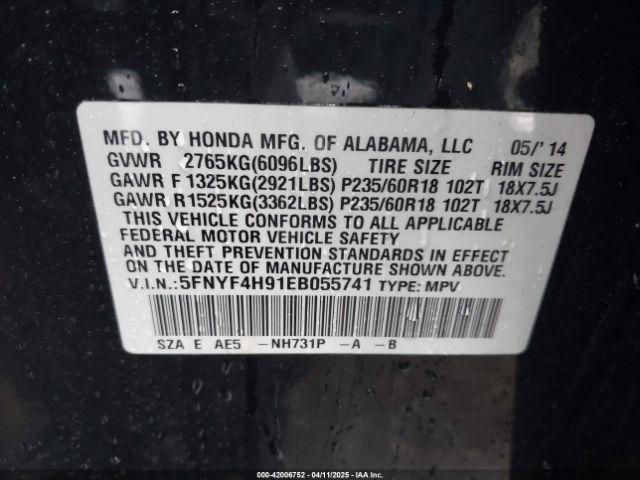 MFD. BY HONDA MFG. OF ALABAMA, LLC 05/'14
GVWR 2765KG(6096LBS) TIRE SIZE RIM SIZE
GAWR F 1325KG(2921LBS) P235/60R18 102T 18X7.5J
GAWR R 1525KG(3362LBS) P235/60R18 102T 18X7.5J
THIS VEHICLE CONFORMS TO ALL APPLICABLE
FEDERAL MOTOR VEHICLE SAFETY
AND THEFT PREVENTION STANDARDS IN EFFECT
ON THE DATE OF MANUFACTURE SHOWN ABOVE.
V.I.N.:5FNYF4H91EB055741 TYPE: MPV
SZA E AE5 -NH731P -A -B
000-42006752 - 04/11/2025 - IAAI.COM